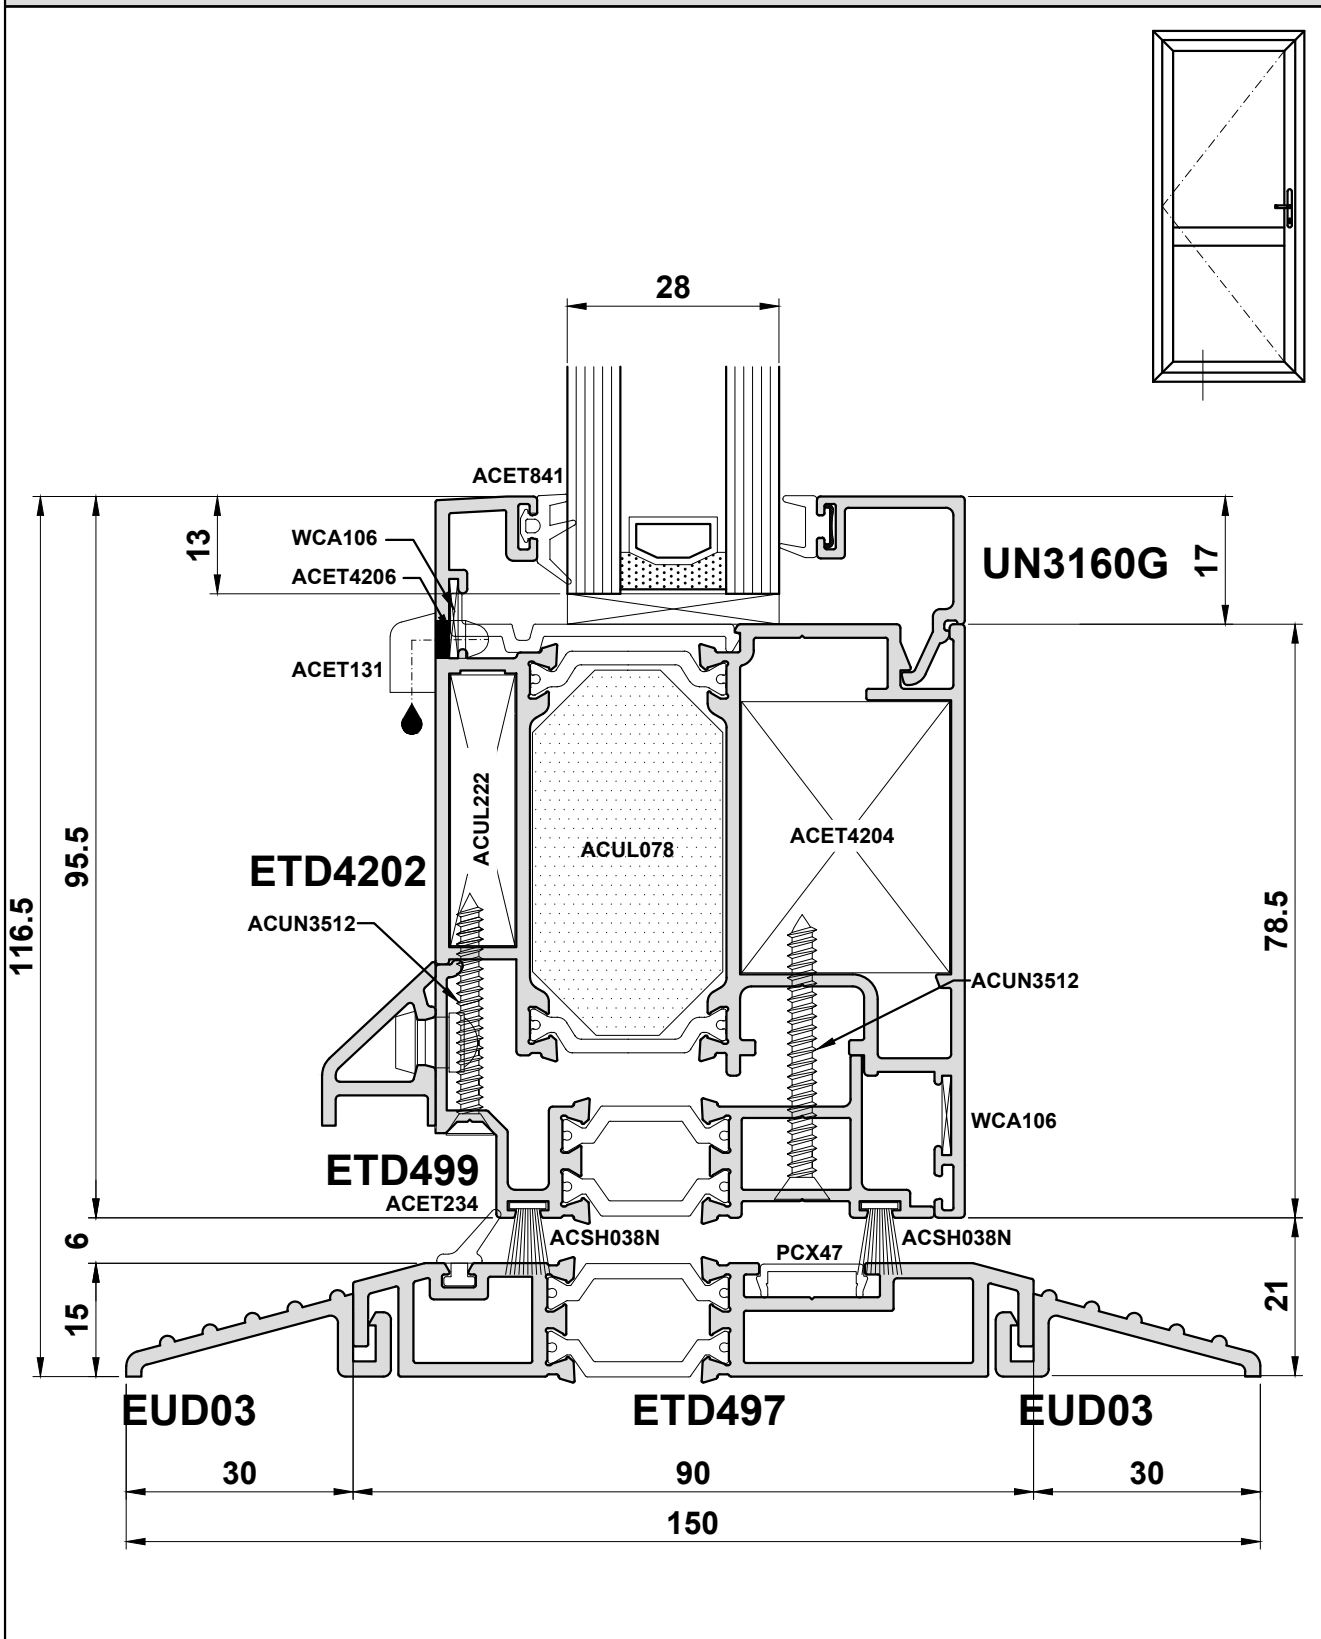 28
ACET841
WCA106
13
UN3160G
17
ACET4206
ACET131
ACUL222
ACUL078
ACET4204
95.5
ETD4202
116.5
78.5
ACUN3512
ACUN3512
WCA106
ETD499
ACET234
6
ACSH038N
PCX47
ACSH038N
15
21
EUD03
ETD497
EUD03
30
90
30
150